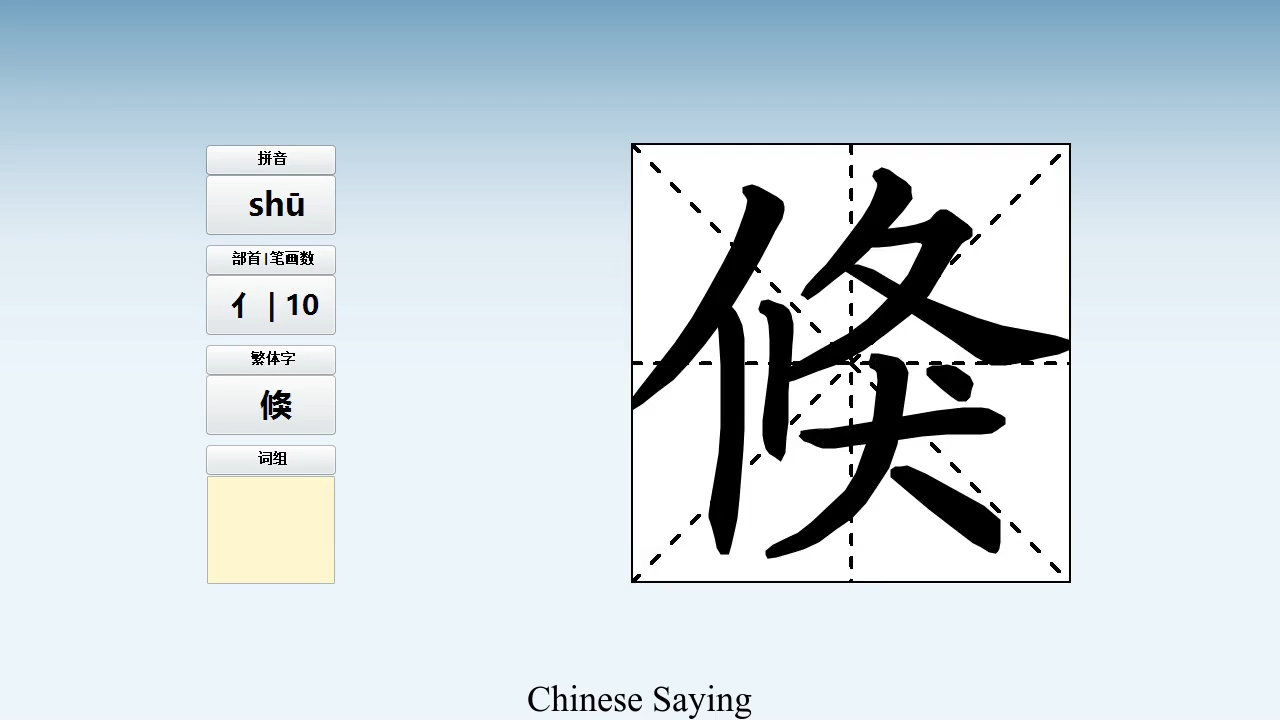 拼音
shū
部首|笔画数
亻 | 10
繁体字
倏
词组
倏
Chinese Saying